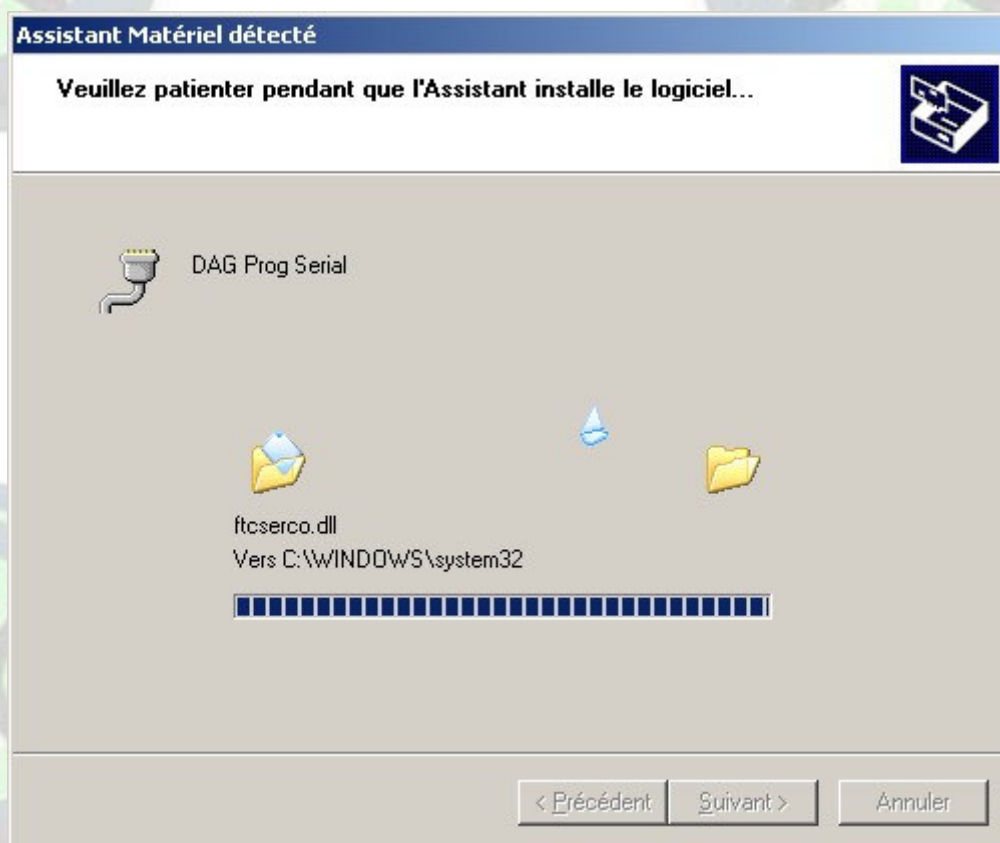 Assistant Matériel détecté
Veuillez patienter pendant que l'Assistant installe le logiciel...
DAG Prog Serial
ftcserco.dll
Vers C:\WINDOWS\system32
< Précédent
Suivant >
Annuler